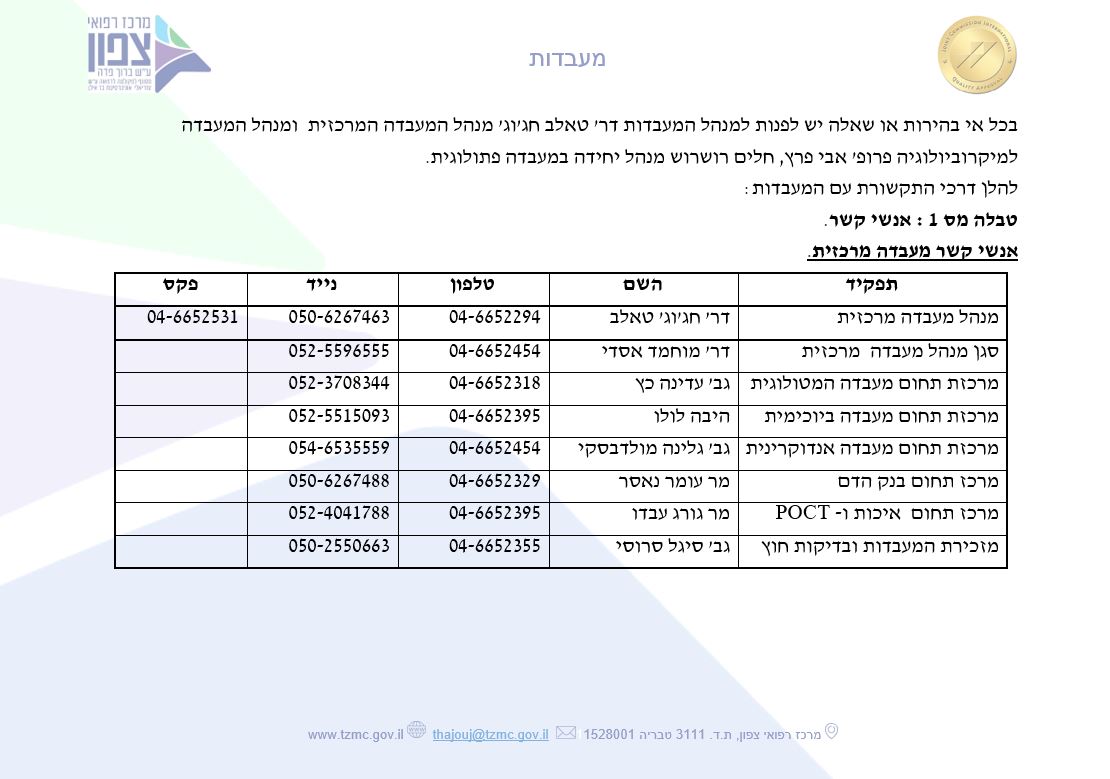 מרכז רפואי
צפון
ע״ש ברוך פדה
JOINT COMMISSION INTERNATIONAL
QUALITY APPROVAL
מעבדות
בכל אי בהירות או שאלה יש לפנות למנהל המעבדות דר׳ טאלב חג׳וג׳ מנהל המעבדה המרכזית ומנהל המעבדה
למיקרוביולוגיה פרופ׳ אבי פרץ, חלים רושרוש מנהל יחידה במעבדה פתולוגית.
להלן דרכי התקשורת עם המעבדות :
טבלה מס 1 : אנשי קשר.
אנשי קשר מעבדה מרכזית.
תפקיד השם טלפון נייד פקס
מנהל מעבדה מרכזית דר׳ חג׳וג׳ טאלב 04-6652294 050-6267463 04-6652531
סגן מנהל מעבדה מרכזית דר׳ מוחמד אסדי 04-6652454 052-5596555
מרכזת תחום מעבדה המטולוגית גב׳ עדינה כץ 04-6652318 052-3708344
מרכזת תחום מעבדה ביוכימית היבה לולו 04-6652395 052-5515093
מרכזת תחום מעבדה אנדוקרינית גב׳ גלינה מולדבסקי 04-6652454 054-6535559
מרכז תחום בנק הדם מר עומר נאסר 04-6652329 050-6267488
מרכז תחום איכות ו- POCT מר גורג עבדו 04-6652395 052-4041788
מזכירת המעבדות ובדיקות חוץ גב׳ סיגל סרוסי 04-6652355 050-2550663
מרכז רפואי צפון, ת.ד. 3111 טבריה 1528001 thajouj@tzmc.gov.il www.tzmc.gov.il